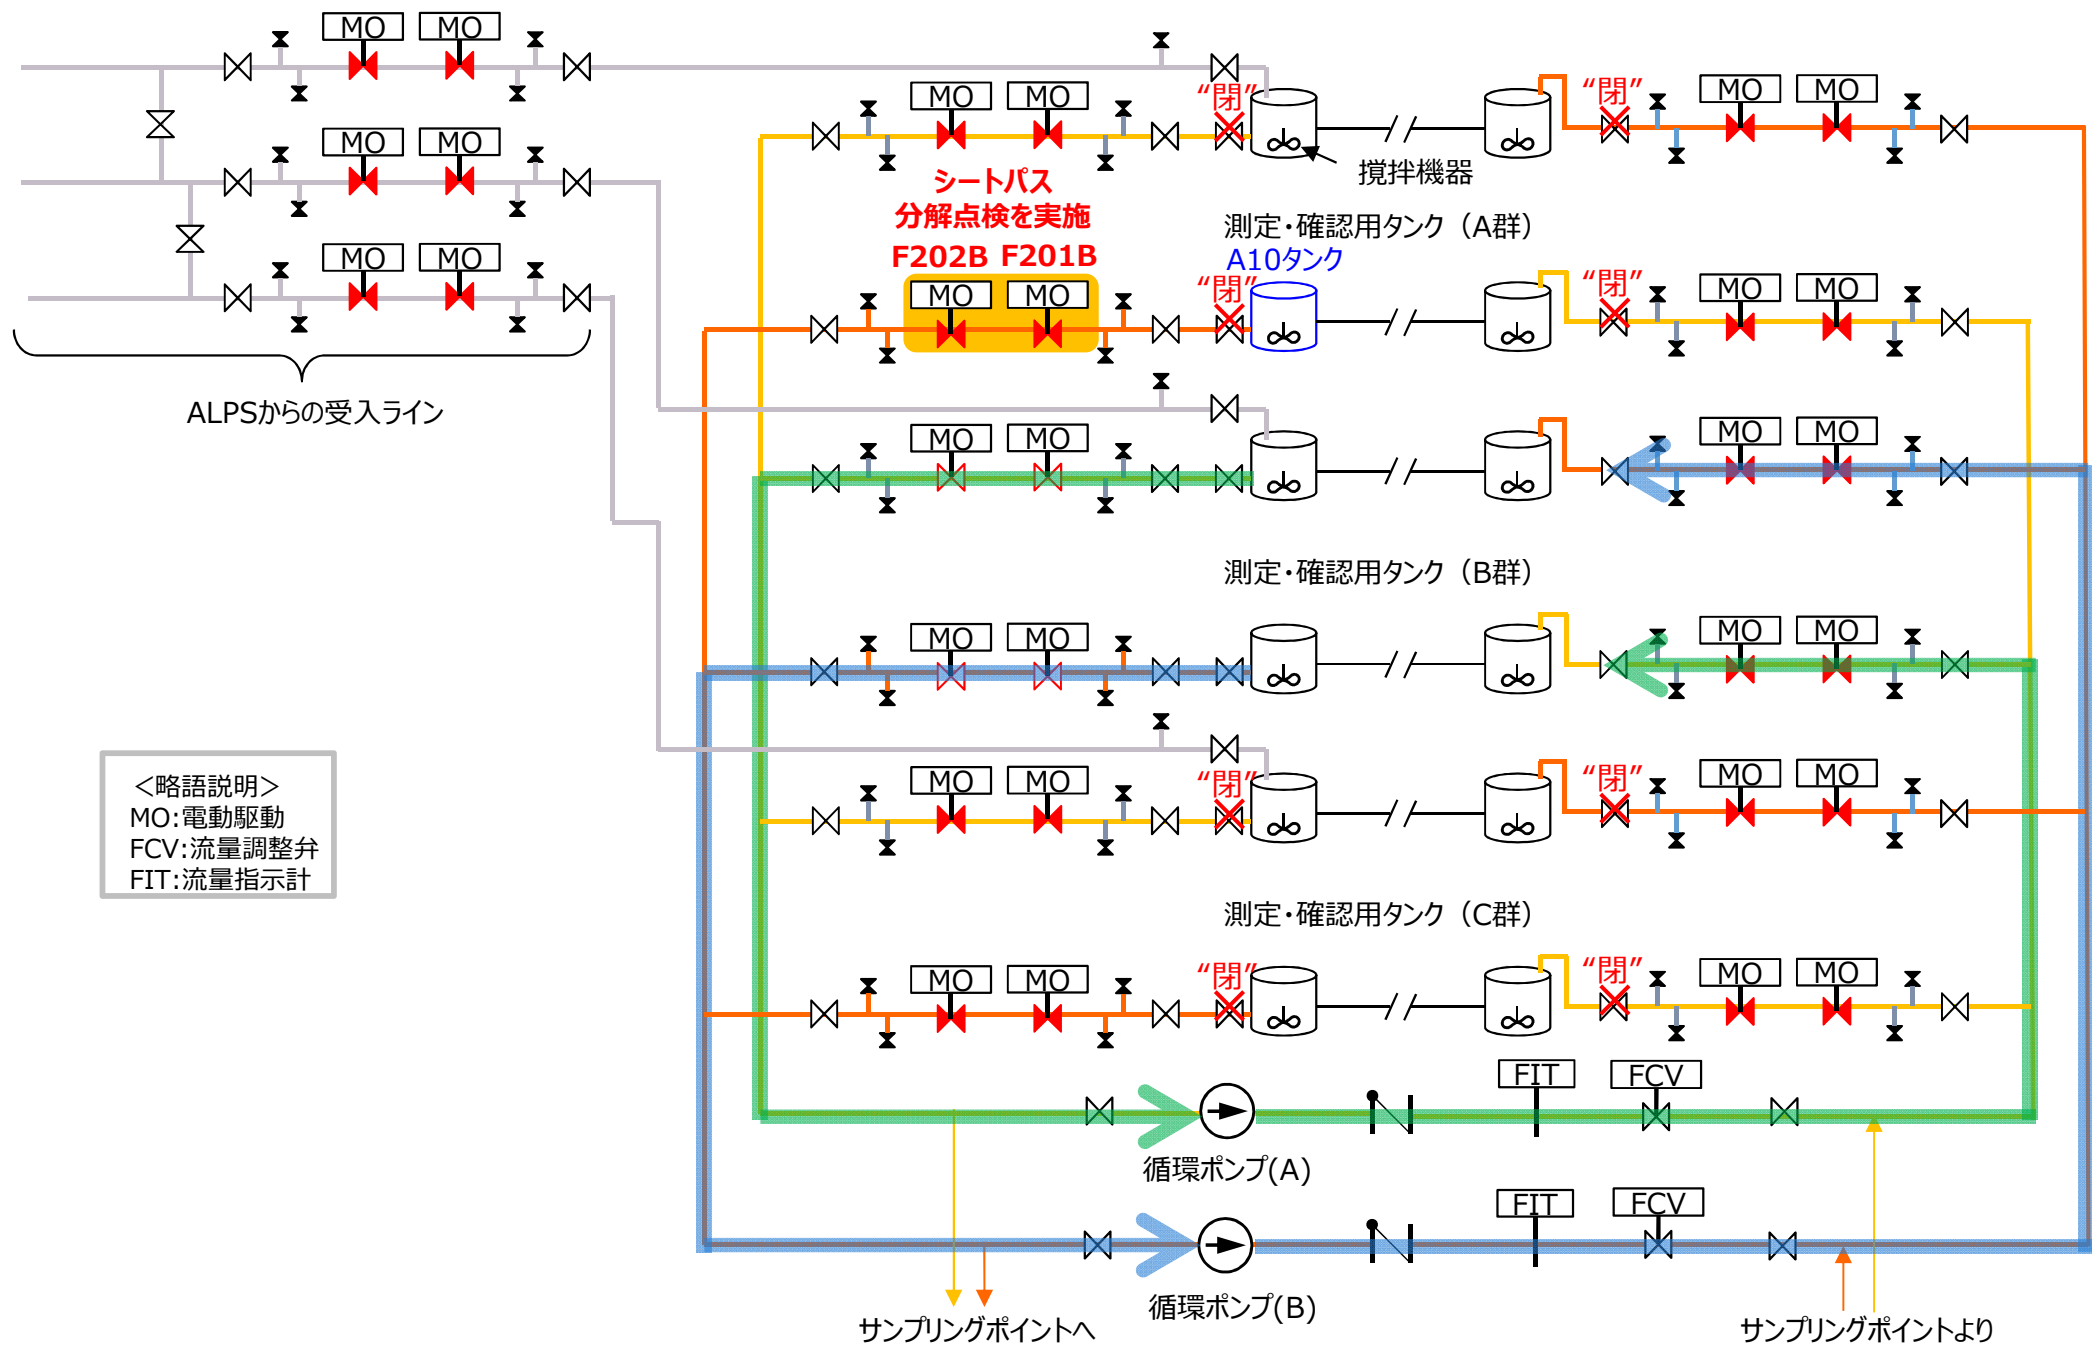 MO MO
MO MO
“閉” “閉”
MO MO
MO MO
撹拌機器
シートパス
分解点検を実施
F202B F201B
測定・確認用タンク（A群）
A10タンク
MO MO
“閉” “閉”
MO MO
MO MO
ALPSからの受入ライン
MO MO
MO MO
測定・確認用タンク（B群）
MO MO
MO MO
“閉” “閉”
MO MO
MO MO
＜略語説明＞
MO:電動駆動
FCV:流量調整弁
FIT:流量指示計
測定・確認用タンク（C群）
“閉” “閉”
MO MO
MO MO
FIT FCV
循環ポンプ(A)
FIT FCV
循環ポンプ(B)
サンプリングポイントへ
サンプリングポイントより